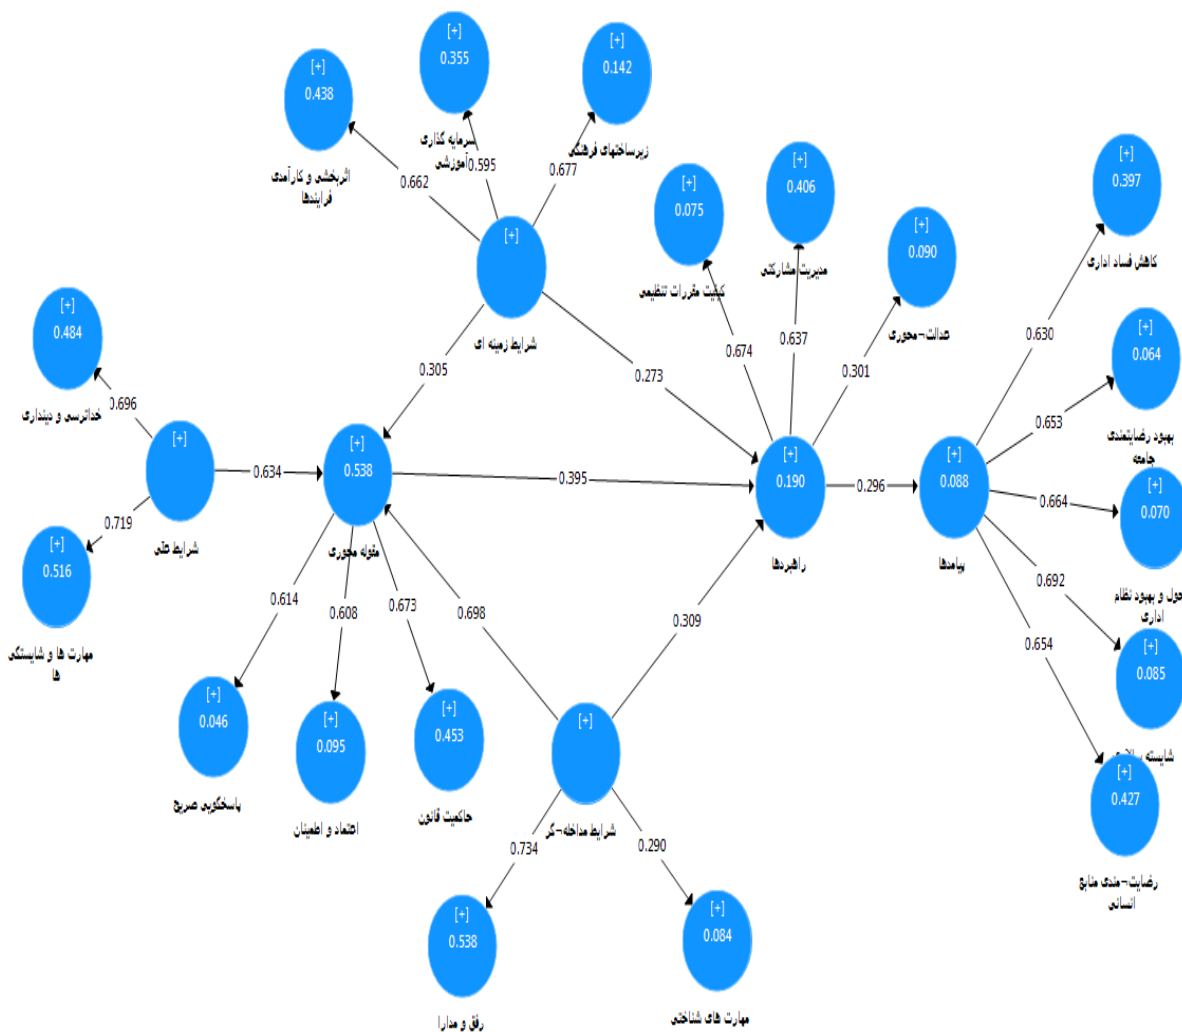 [+]
0.355
[+]
0.142
[+]
0.438
سرمایه گذاری
آموزشی
زیرساختهای فرهنگی
اثربخشی و کارآمدی
فرایندها
0.662
0.595
0.677
[+]
0.075
[+]
0.406
[+]
0.090
[+]
0.397
کیفیت مقررات تنظیمی
مدیریت مشارکتی
عدالت¬محوری
کاهش فساد اداری
[+]
شرایط زمینه ای
[+]
0.484
خداترسی و دینداری
0.696
0.305
0.273
0.674
0.637
0.301
0.630
[+]
0.064
بهبود رضایتمندی
جامعه
0.653
[+]
شرایط علی
0.634
[+]
0.538
مقوله محوری
0.395
[+]
0.190
راهبردها
0.296
[+]
0.088
پیامدها
0.664
[+]
0.070
حول و بهبود نظام
اداری
0.719
[+]
0.516
مهارت ها و شایستگی
ها
0.614
0.608
0.673
0.698
0.309
0.692
0.654
[+]
0.085
شایسته
[+]
0.046
پاسخگویی صریح
[+]
0.095
اعتماد و اطمینان
[+]
0.453
حاکمیت قانون
[+]
شرایط مداخله¬گر
[+]
0.427
رضایت¬مندی منابع
انسانی
0.734
0.290
[+]
0.538
رفق و مدارا
[+]
0.084
مهارت های شناختی